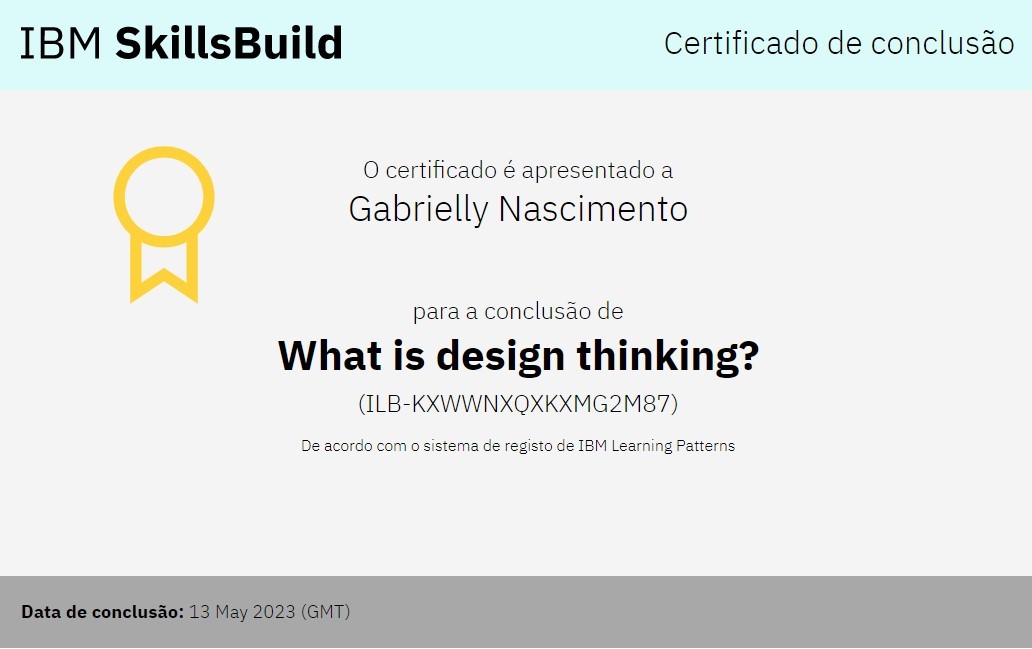 IBM SkillsBuild
Certificado de conclusão
O certificado é apresentado a
Gabrielly Nascimento
para a conclusão de
What is design thinking?
(ILB-KXWWNXQXKXMG2M87)
De acordo com o sistema de registo de IBM Learning Patterns
Data de conclusão: 13 May 2023 (GMT)